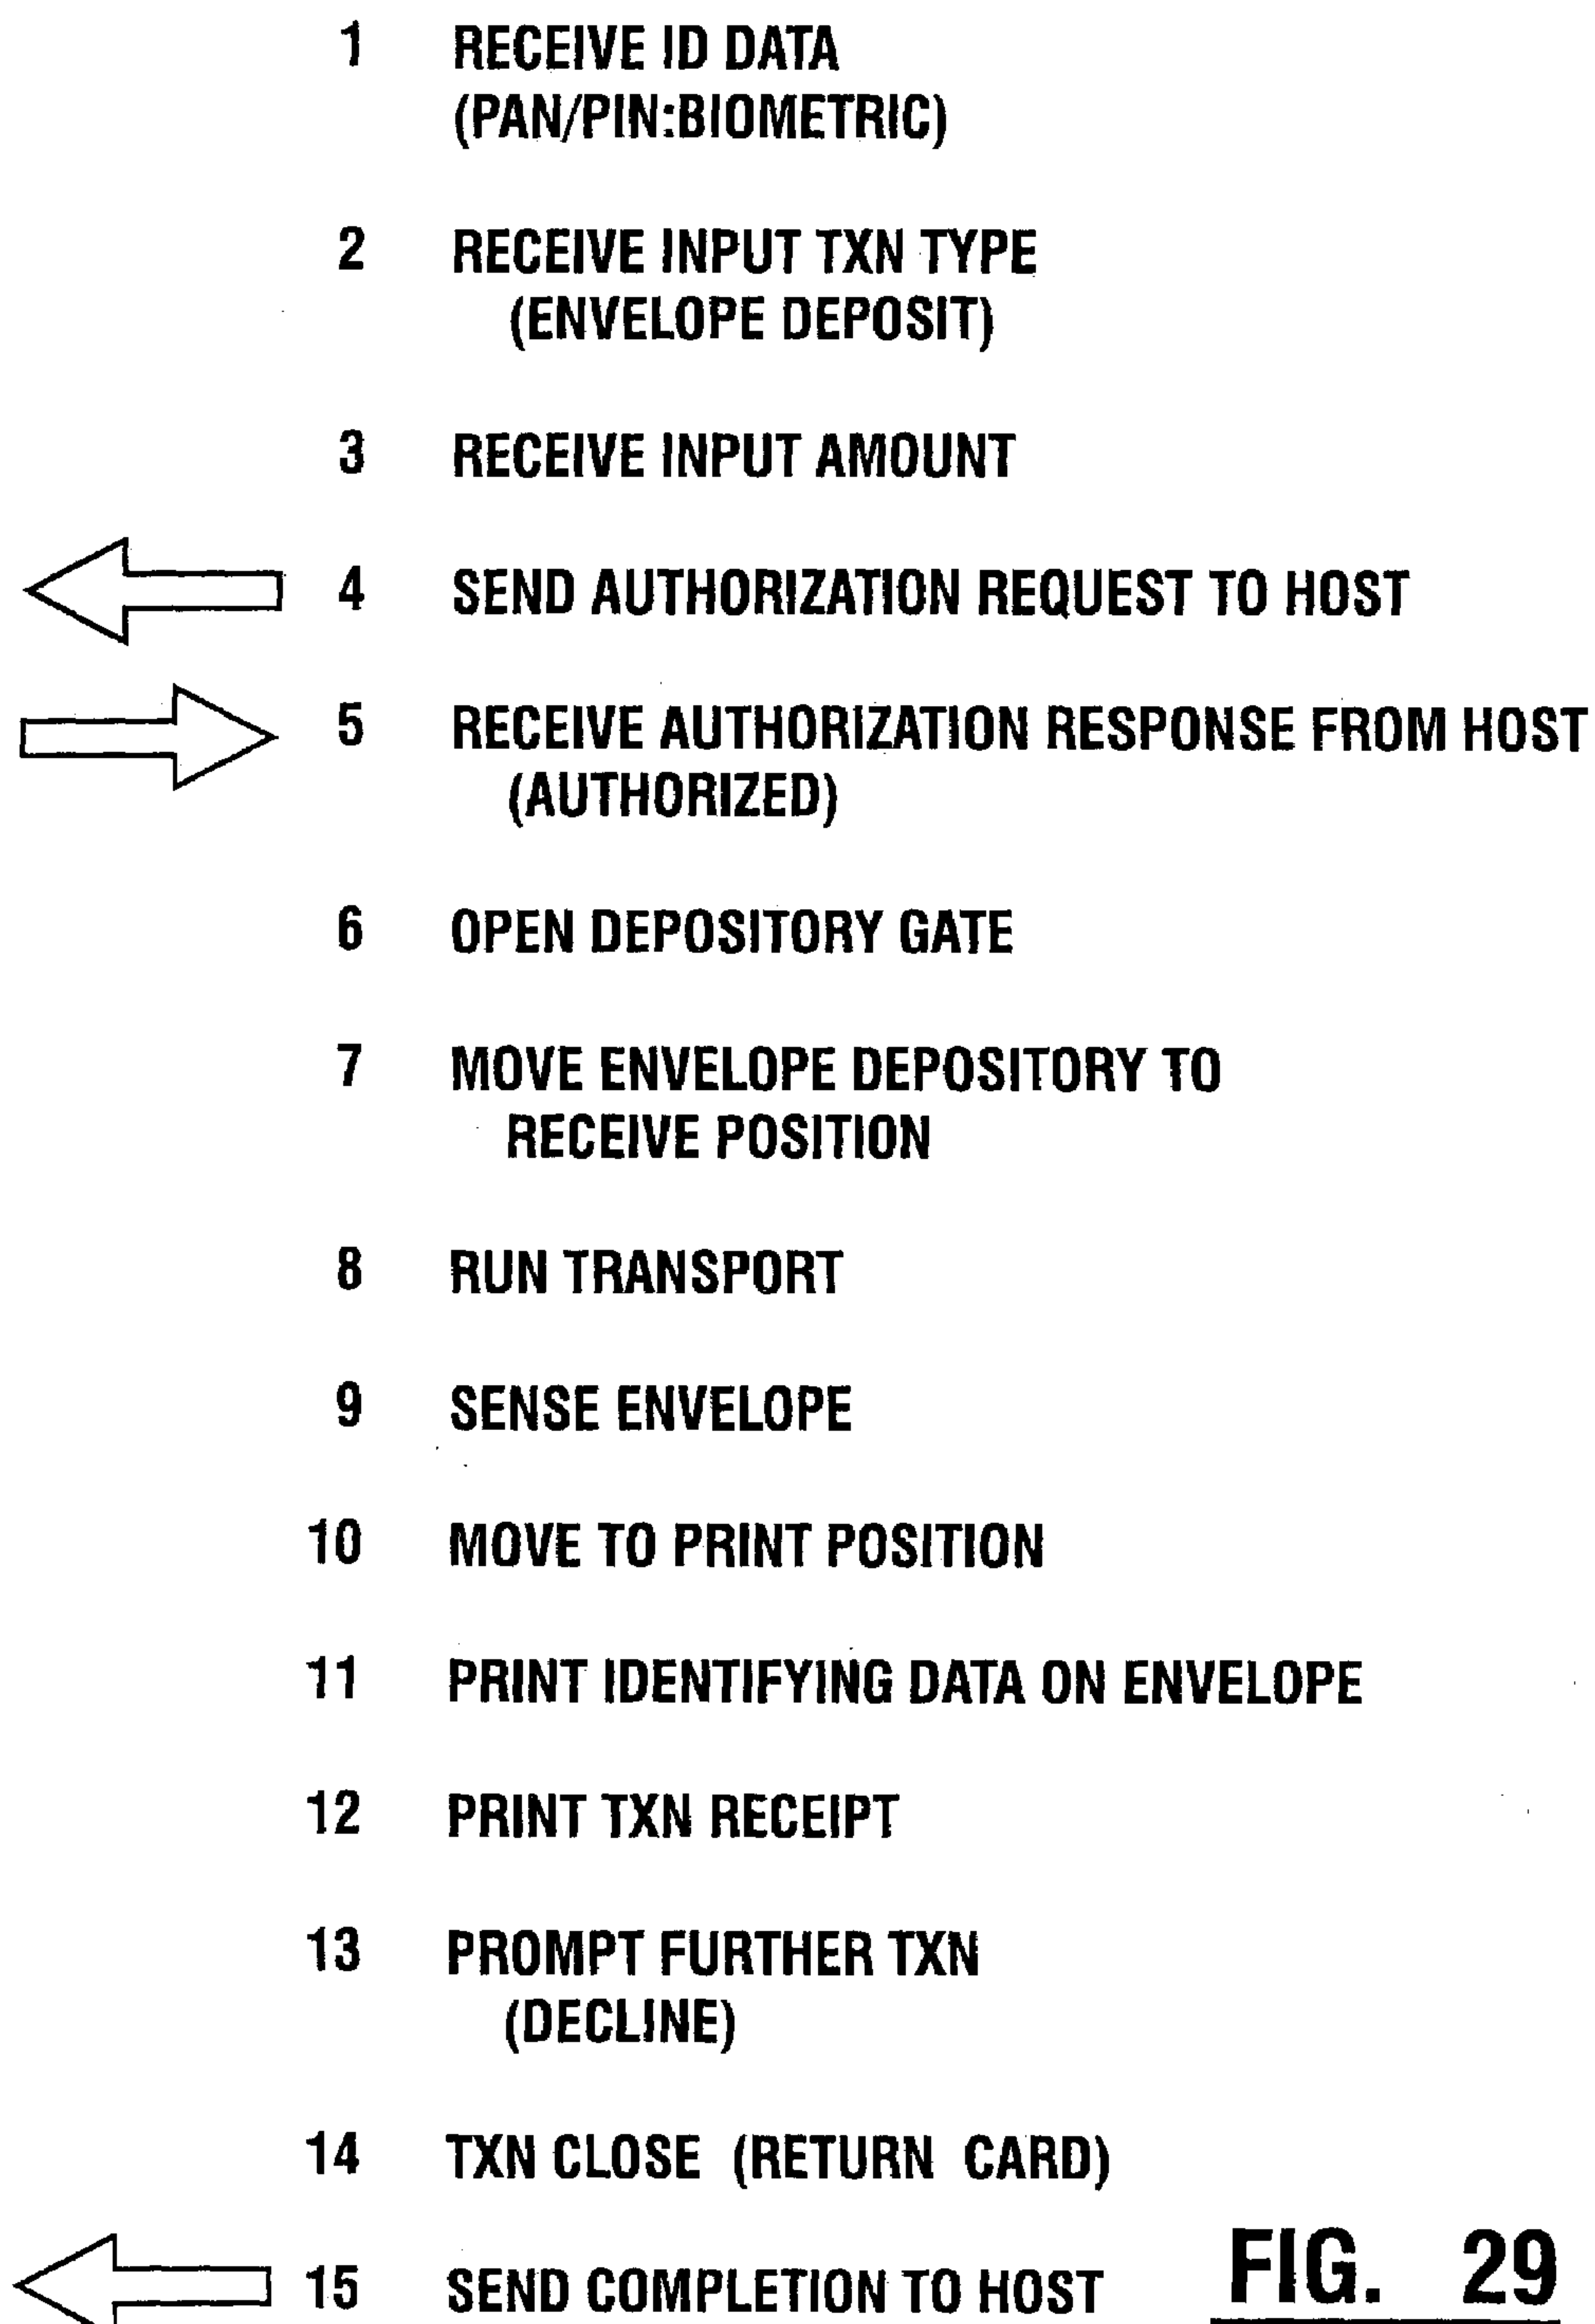 1 RECEIVE ID DATA
(PAN/PIN:BIOMETRIC)
2 RECEIVE INPUT TXN TYPE
(ENVELOPE DEPOSIT)
3 RECEIVE INPUT AMOUNT
4 SEND AUTHORIZATION REQUEST TO HOST
5 RECEIVE AUTHORIZATION RESPONSE FROM HOST
(AUTHORIZED)
6 OPEN DEPOSITORY GATE
7 MOVE ENVELOPE DEPOSITORY TO
RECEIVE POSITION
8 RUN TRANSPORT
9 SENSE ENVELOPE
10 MOVE TO PRINT POSITION
11 PRINT IDENTIFYING DATA ON ENVELOPE
12 PRINT TXN RECEIPT
13 PROMPT FURTHER TXN
(DECLINE)
14 TXN CLOSE (RETURN CARD)
15 SEND COMPLETION TO HOST
FIG. 29